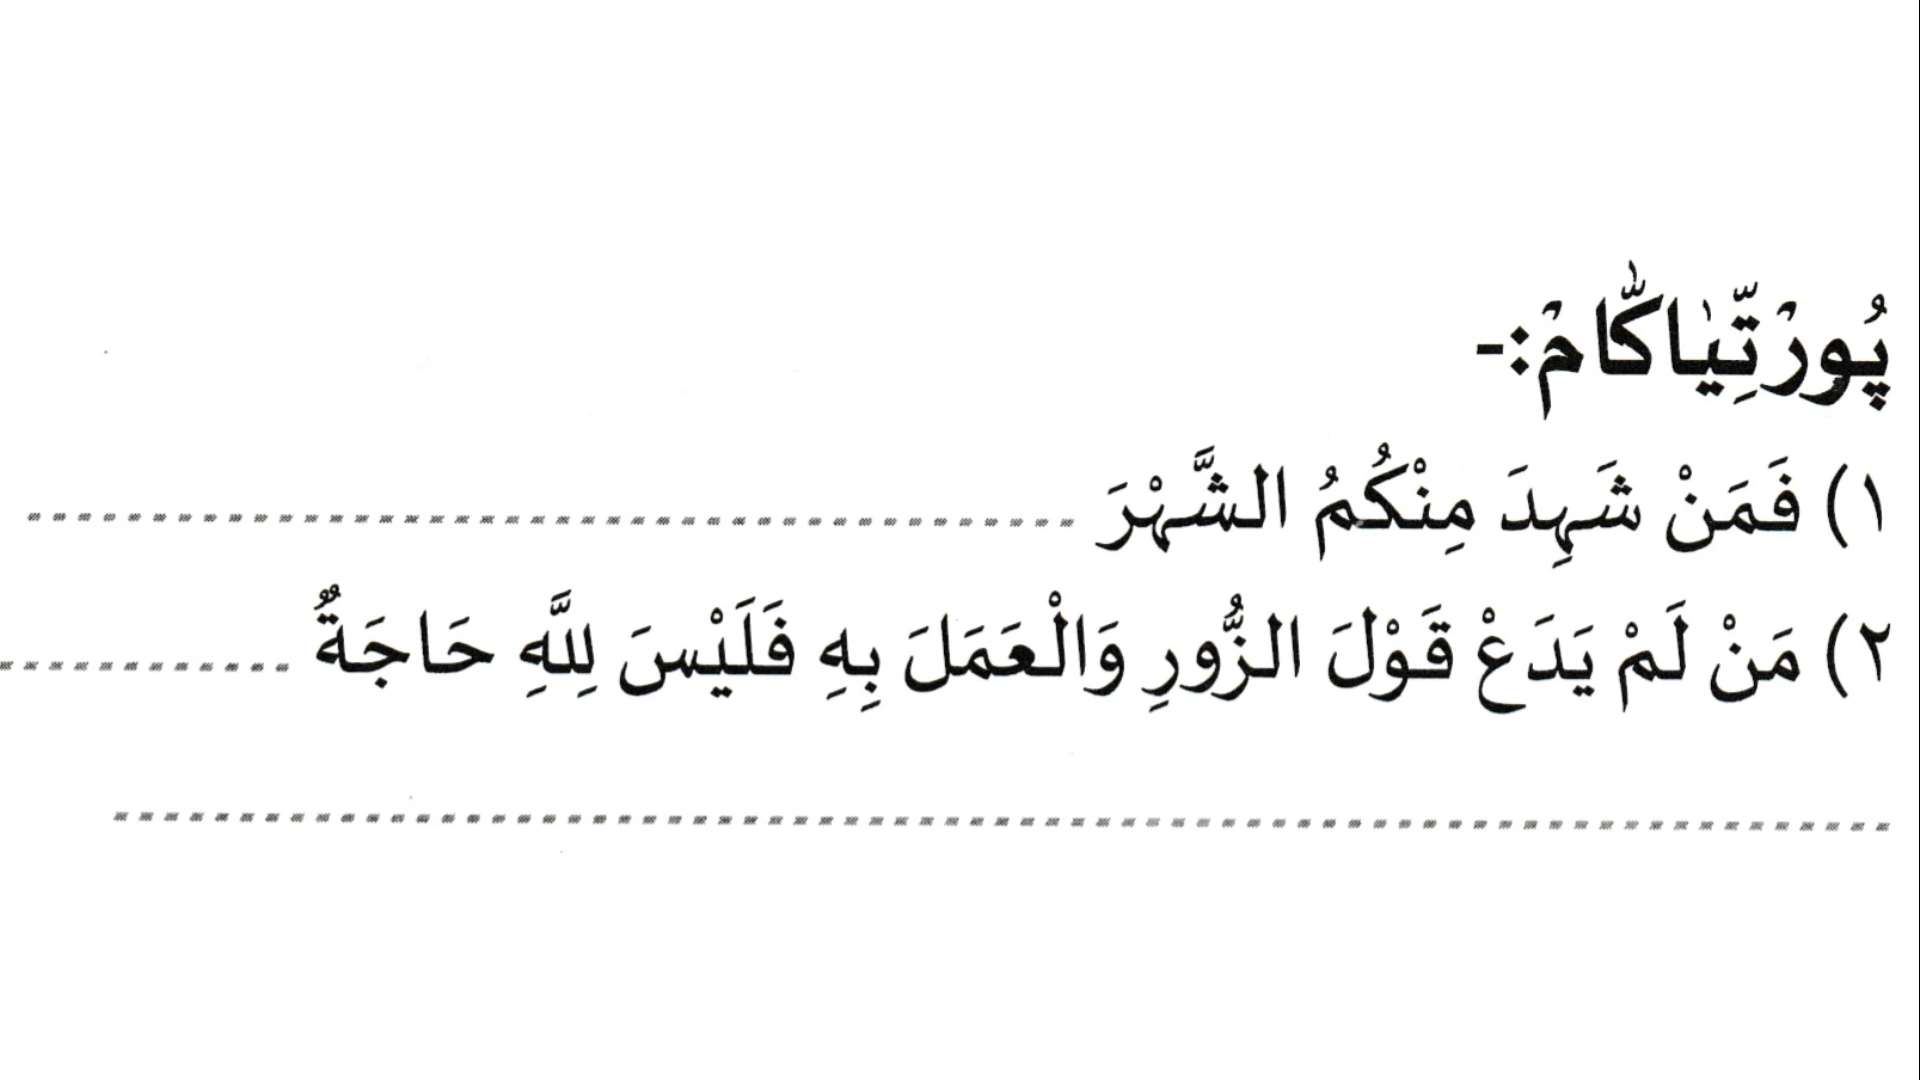 پُورْتِّيٰاكّٰامْ:-
١) فَمَنْ شَهِدَ مِنْكُمُ الشَّهْرَ
٢) مَنْ لَمْ يَدَعْ قَوْلَ الزُّورِ وَالْعَمَلَ بِهِ فَلَيْسَ لِلَّهِ حَاجَةٌ